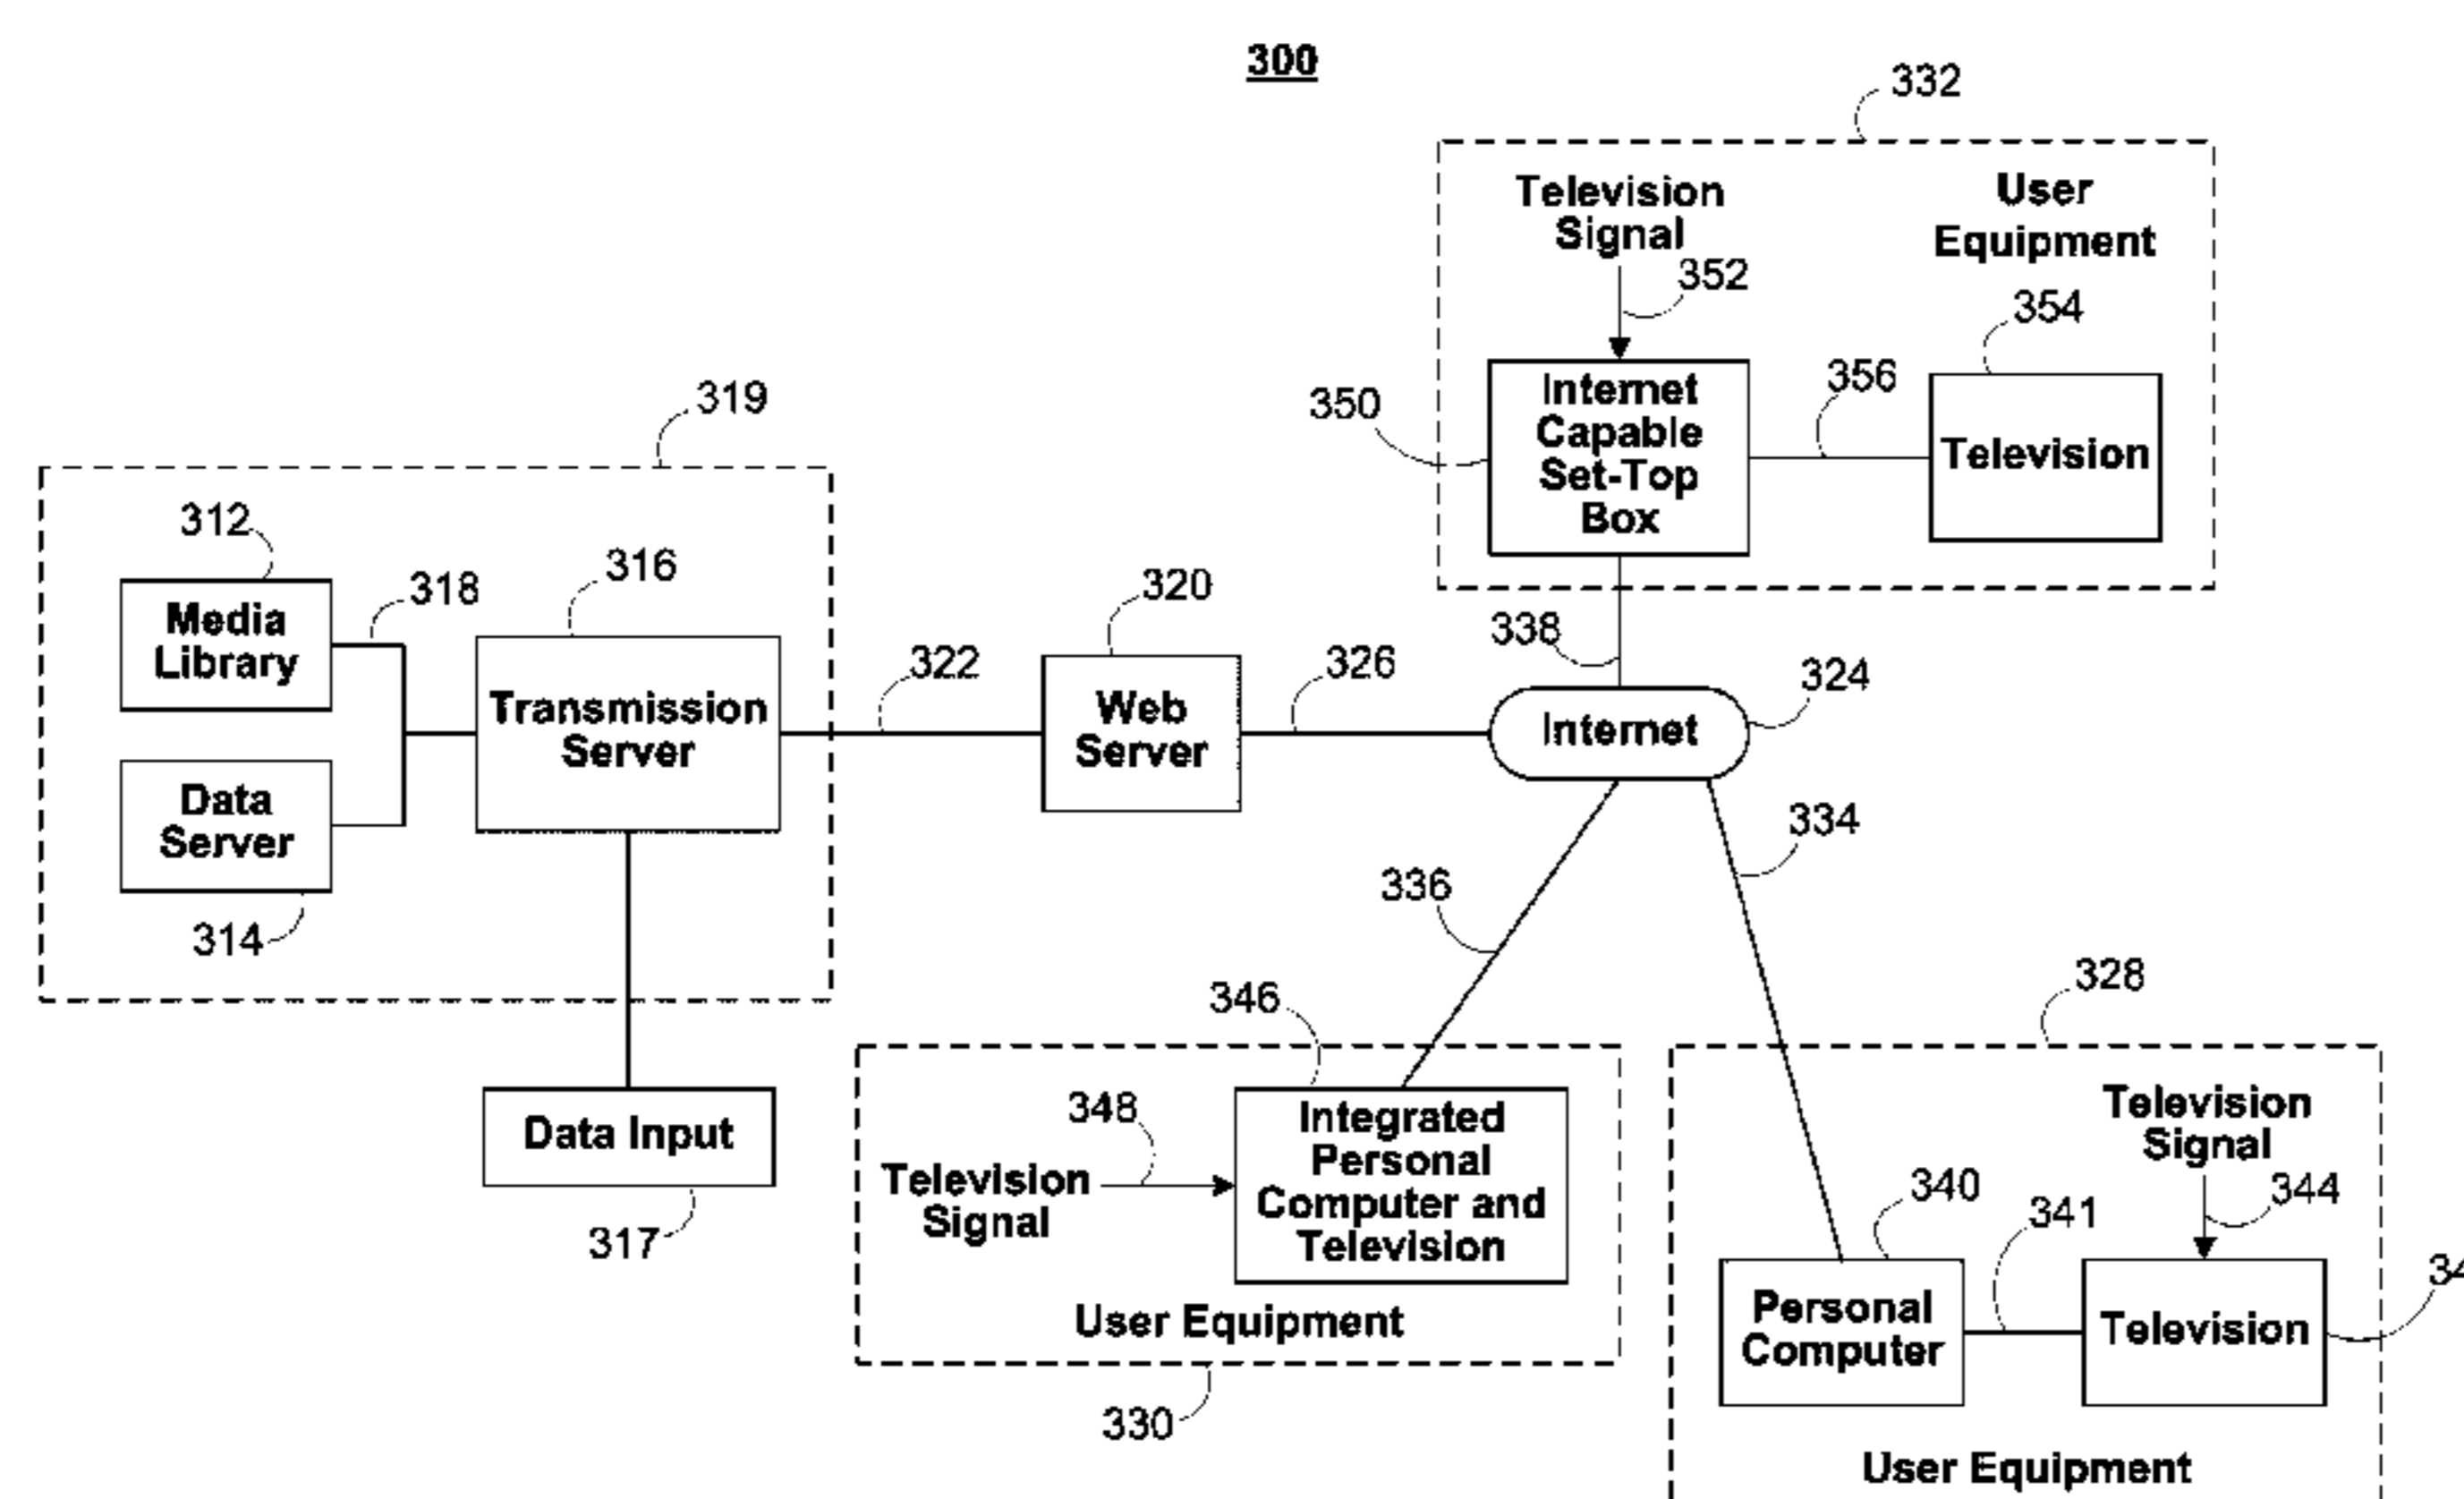 300
332
Television
Signal
User
Equipment
352
354
350
Internet
Capable
Set-Top
Box
356
Television
319
312
318
316
Media
Library
Transmission
Server
Data
Server
314
322
320
Web
Server
326
338
Internet
324
336
334
Data Input
317
346
348
Television
Signal
Integrated
Personal
Computer and
Television
User Equipment
330
328
Television
Signal
344
340
341
Personal
Computer
Television
User Equipment